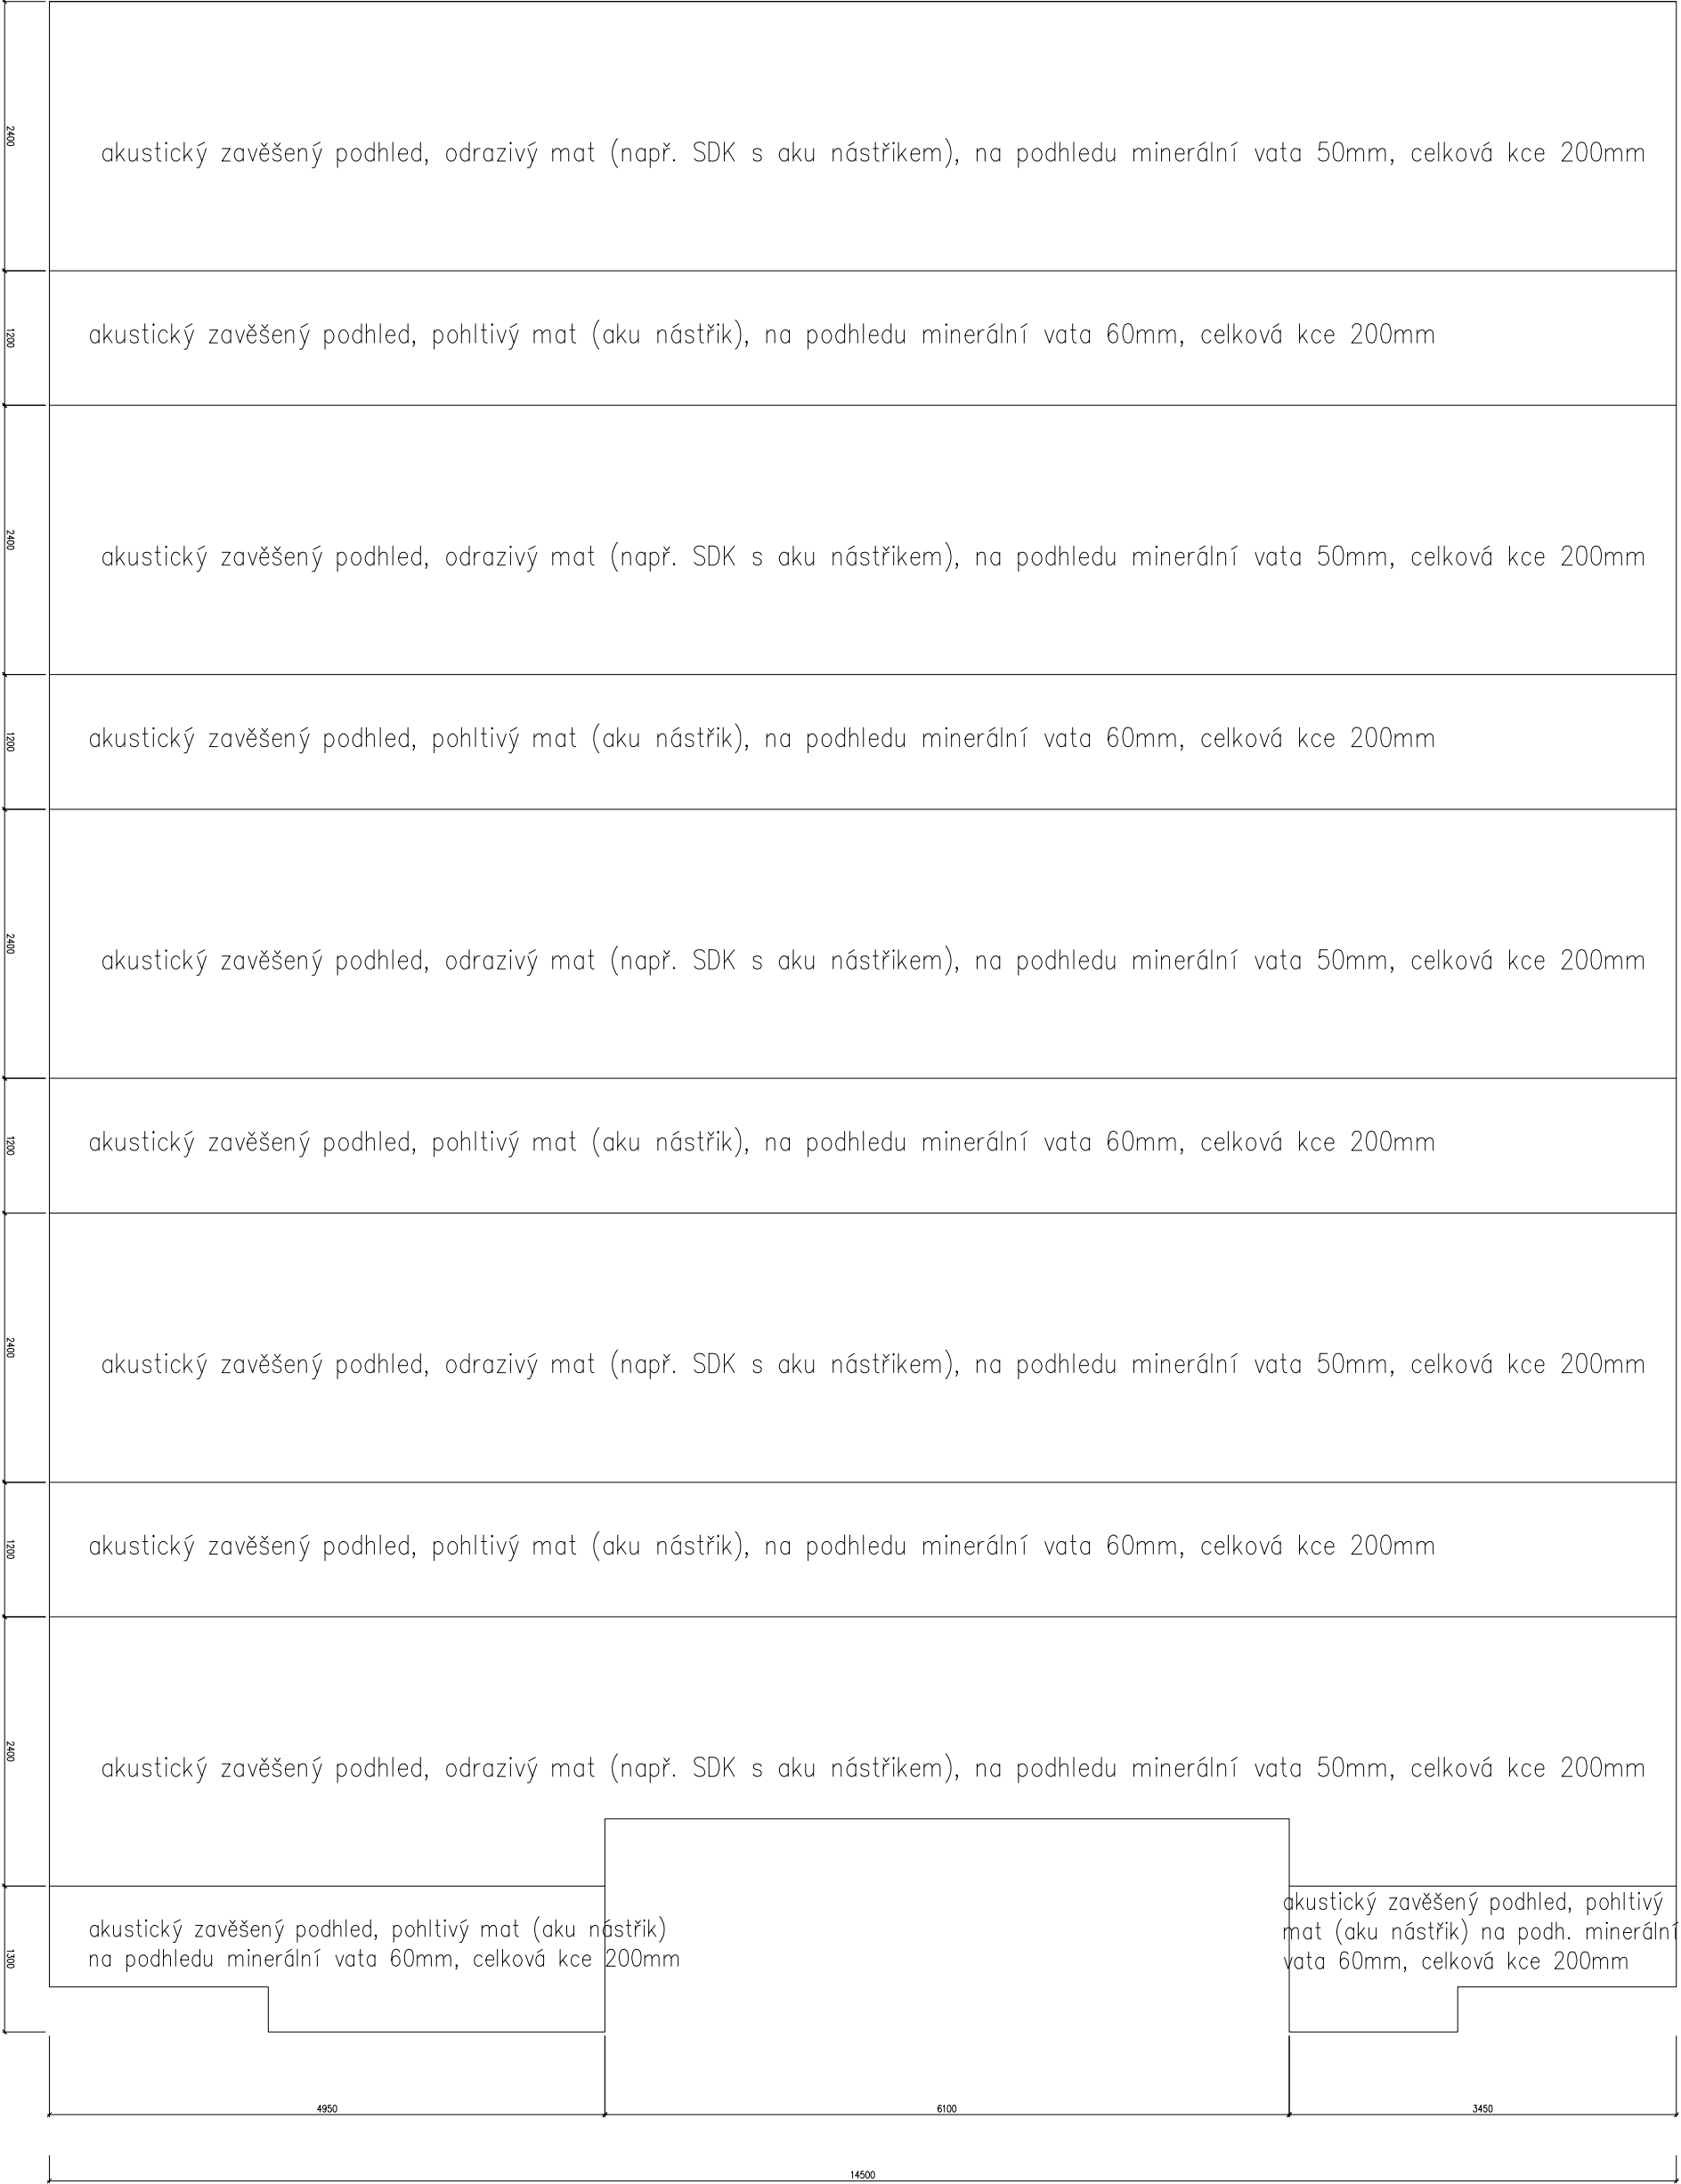 2400
akustický zavěšený podhled, odrazivý mat (např. SDK s aku nástřikem), na podhledu minerální vata 50mm, celková kce 200mm
1200
akustický zavěšený podhled, pohltivý mat (aku nástřik), na podhledu minerální vata 60mm, celková kce 200mm
2400
akustický zavěšený podhled, odrazivý mat (např. SDK s aku nástřikem), na podhledu minerální vata 50mm, celková kce 200mm
1200
akustický zavěšený podhled, pohltivý mat (aku nástřik), na podhledu minerální vata 60mm, celková kce 200mm
2400
akustický zavěšený podhled, odrazivý mat (např. SDK s aku nástřikem), na podhledu minerální vata 50mm, celková kce 200mm
1200
akustický zavěšený podhled, pohltivý mat (aku nástřik), na podhledu minerální vata 60mm, celková kce 200mm
2400
akustický zavěšený podhled, odrazivý mat (např. SDK s aku nástřikem), na podhledu minerální vata 50mm, celková kce 200mm
1200
akustický zavěšený podhled, pohltivý mat (aku nástřik), na podhledu minerální vata 60mm, celková kce 200mm
2400
akustický zavěšený podhled, odrazivý mat (např. SDK s aku nástřikem), na podhledu minerální vata 50mm, celková kce 200mm
1300
akustický zavěšený podhled, pohltivý mat (aku nástřik)
na podhledu minerální vata 60mm, celková kce 200mm
akustický zavěšený podhled, pohltivý
mat (aku nástřik) na podh. minerální
vata 60mm, celková kce 200mm
4950
6100
3450
14500